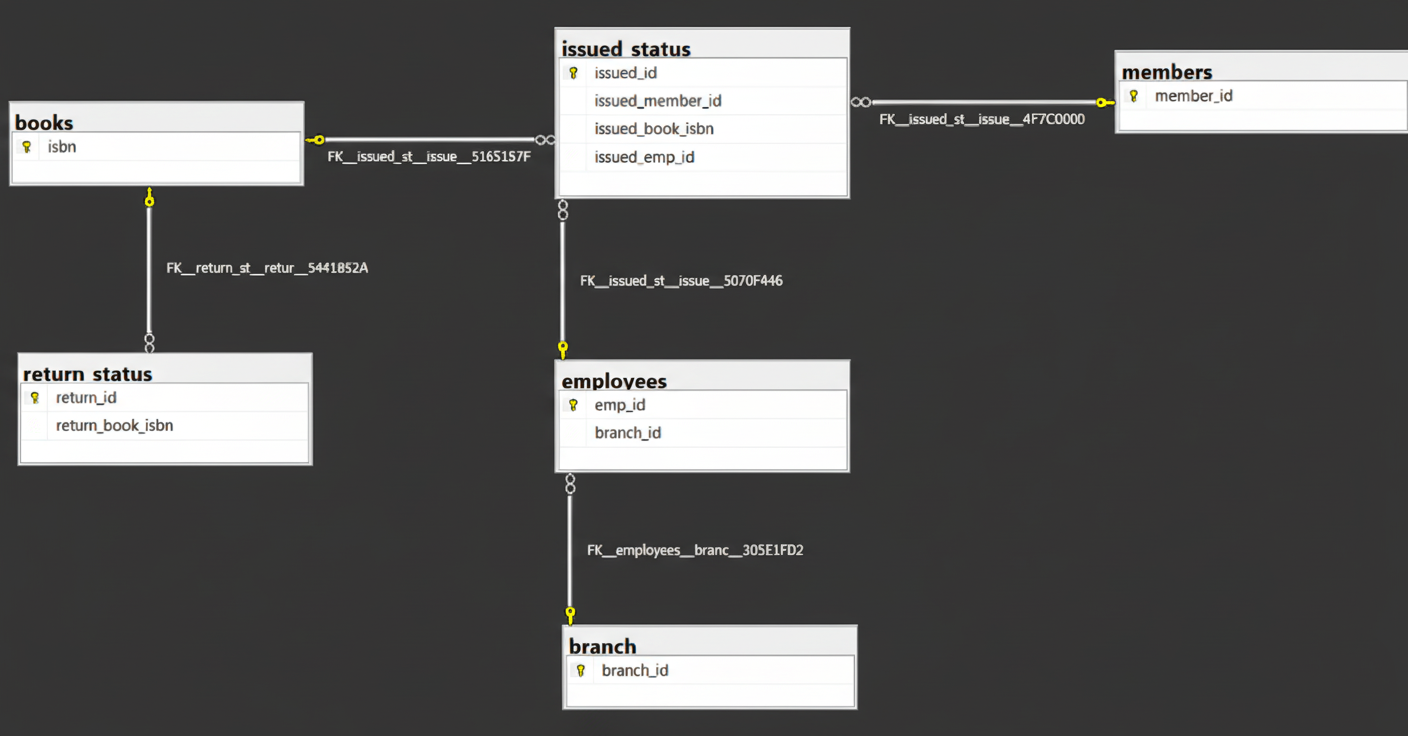 issued_status
issued_id
issued_member_id
issued_book_isbn
issued_emp_id
members
member_id
FK__issued_st__issue__4F7C0000
books
isbn
FK__issued_st__issue__5165187F
FK__return_st__retur__5441852A
FK__issued_st__issue__5070F446
return_status
return_id
return_book_isbn
employees
emp_id
branch_id
FK__employees__branc__305E1FD2
branch
branch_id